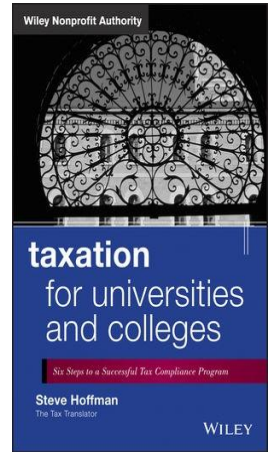 Wiley Nonprofit Authority
taxation
for universities
and colleges
Six Steps to a Successful Tax Compliance Program
Steve Hoffman
The Tax Translator
WILEY